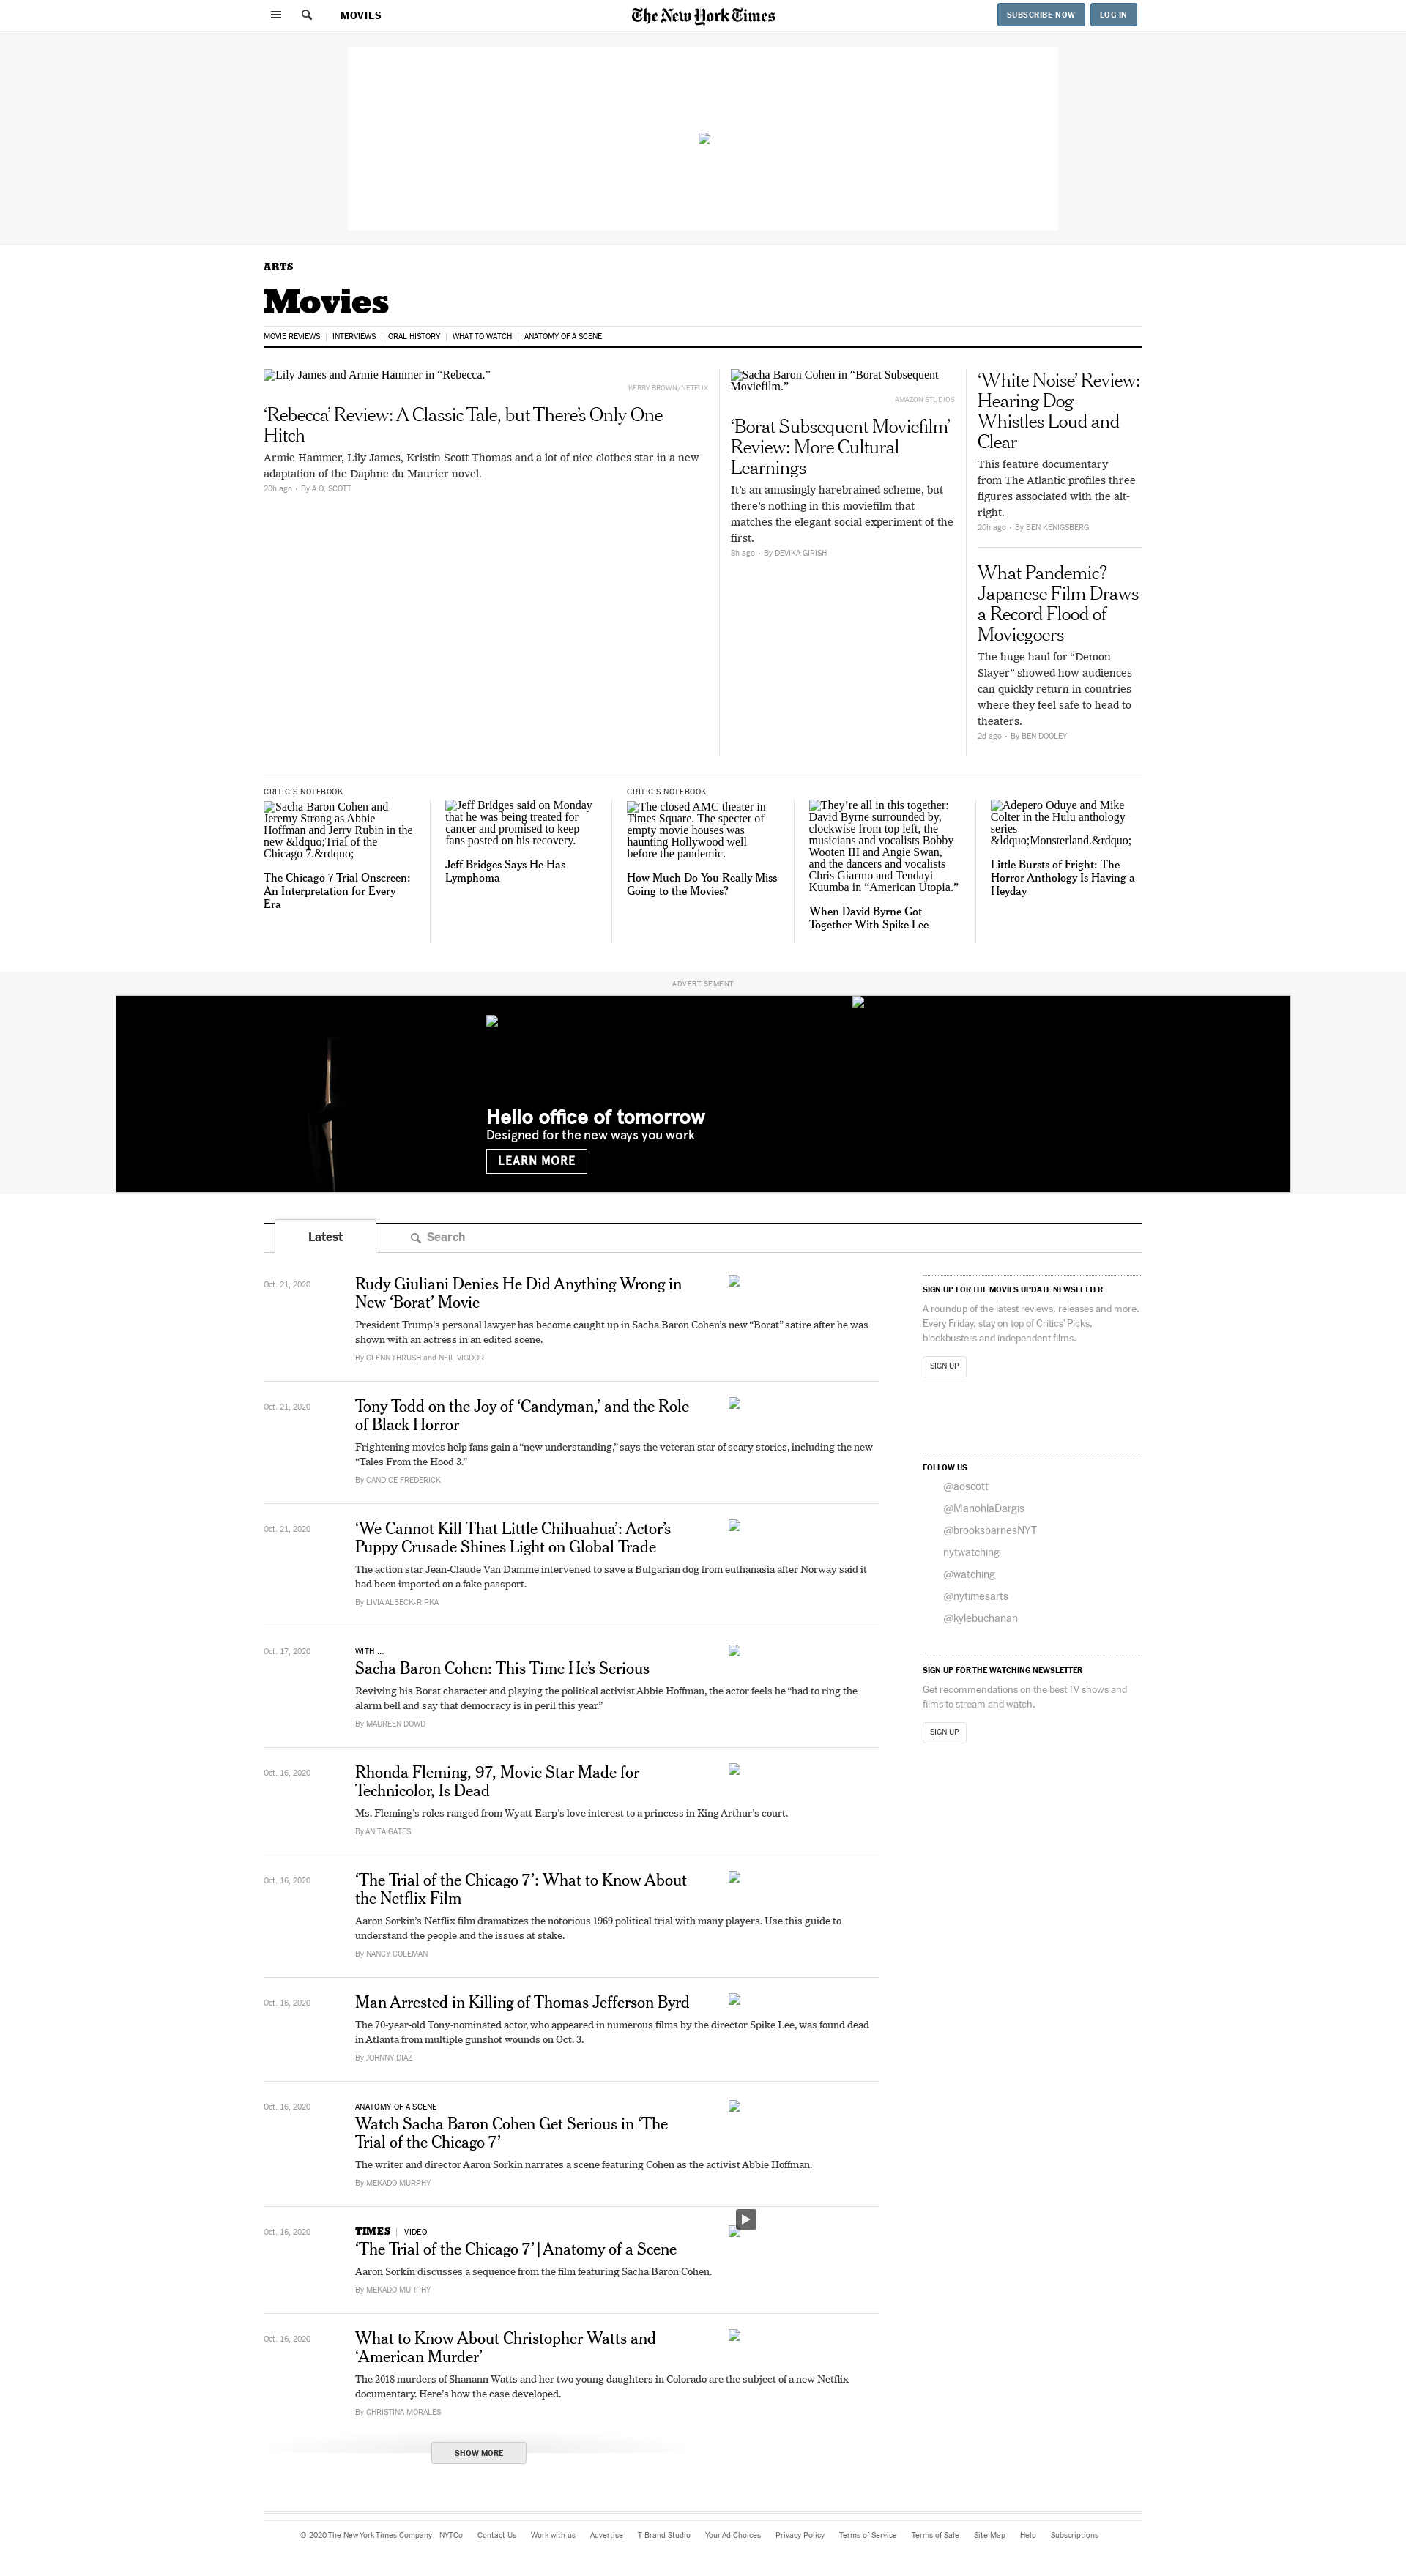 MOVIES
The New York Times
SUBSCRIBE NOW
LOG IN
ARTS
Movies
MOVIE REVIEWS | INTERVIEWS | ORAL HISTORY | WHAT TO WATCH | ANATOMY OF A SCENE
Lily James and Armie Hammer in “Rebecca.”
KERRY BROWN/NETFLIX
‘Rebecca’ Review: A Classic Tale, but There’s Only One
Hitch
Armie Hammer, Lily James, Kristin Scott Thomas and a lot of nice clothes star in a new
adaptation of the Daphne du Maurier novel.
20h ago • By A.O. SCOTT
Sacha Baron Cohen in “Borat Subsequent
Moviefilm.”
AMAZON STUDIOS
‘Borat Subsequent Moviefilm’
Review: More Cultural
Learnings
It’s an amusingly harebrained scheme, but
there’s nothing in this moviefilm that
matches the elegant social experiment of the
first.
8h ago • By DEVIKA GIRISH
‘White Noise’ Review:
Hearing Dog
Whistles Loud and
Clear
This feature documentary
from The Atlantic profiles three
figures associated with the alt-
right.
20h ago • By BEN KENIGSBERG
What Pandemic?
Japanese Film Draws
a Record Flood of
Moviegoers
The huge haul for “Demon
Slayer” showed how audiences
can quickly return in countries
where they feel safe to head to
theaters.
2d ago • By BEN DOOLEY
CRITIC’S NOTEBOOK
Sacha Baron Cohen and
Jeremy Strong as Abbie
Hoffman and Jerry Rubin in the
new &ldquo;Trial of the
Chicago 7.&rdquo;
The Chicago 7 Trial Onscreen:
An Interpretation for Every
Era
Jeff Bridges said on Monday
that he was being treated for
cancer and promised to keep
fans posted on his recovery.
Jeff Bridges Says He Has
Lymphoma
CRITIC’S NOTEBOOK
The closed AMC theater in
Times Square. The specter of
empty movie houses was
haunting Hollywood well
before the pandemic.
How Much Do You Really Miss
Going to the Movies?
They’re all in this together:
David Byrne surrounded by,
clockwise from top left, the
musicians and vocalists Bobby
Wooten III and Angie Swan,
and the dancers and vocalists
Chris Giarmo and Tendayi
Kuumba in “American Utopia.”
When David Byrne Got
Together With Spike Lee
Adepero Oduye and Mike
Colter in the Hulu anthology
series
&ldquo;Monsterland.&rdquo;
Little Bursts of Fright: The
Horror Anthology Is Having a
Heyday
ADVERTISEMENT
Hello office of tomorrow
Designed for the new ways you work
LEARN MORE
Latest
Search
Oct. 21, 2020
Rudy Giuliani Denies He Did Anything Wrong in
New ‘Borat’ Movie
President Trump’s personal lawyer has become caught up in Sacha Baron Cohen’s new “Borat” satire after he was
shown with an actress in an edited scene.
By GLENN THRUSH and NEIL VIGDOR
Oct. 21, 2020
Tony Todd on the Joy of ‘Candyman,’ and the Role
of Black Horror
Frightening movies help fans gain a “new understanding,” says the veteran star of scary stories, including the new
“Tales From the Hood 3.”
By CANDICE FREDERICK
Oct. 21, 2020
‘We Cannot Kill That Little Chihuahua’: Actor’s
Puppy Crusade Shines Light on Global Trade
The action star Jean-Claude Van Damme intervened to save a Bulgarian dog from euthanasia after Norway said it
had been imported on a fake passport.
By LIVIA ALBECK-RIPKA
Oct. 17, 2020
WITH ...
Sacha Baron Cohen: This Time He’s Serious
Reviving his Borat character and playing the political activist Abbie Hoffman, the actor feels he “had to ring the
alarm bell and say that democracy is in peril this year.”
By MAUREEN DOWD
Oct. 16, 2020
Rhonda Fleming, 97, Movie Star Made for
Technicolor, Is Dead
Ms. Fleming’s roles ranged from Wyatt Earp’s love interest to a princess in King Arthur’s court.
By ANITA GATES
Oct. 16, 2020
‘The Trial of the Chicago 7’: What to Know About
the Netflix Film
Aaron Sorkin’s Netflix film dramatizes the notorious 1969 political trial with many players. Use this guide to
understand the people and the issues at stake.
By NANCY COLEMAN
Oct. 16, 2020
Man Arrested in Killing of Thomas Jefferson Byrd
The 70-year-old Tony-nominated actor, who appeared in numerous films by the director Spike Lee, was found dead
in Atlanta from multiple gunshot wounds on Oct. 3.
By JOHNNY DIAZ
Oct. 16, 2020
ANATOMY OF A SCENE
Watch Sacha Baron Cohen Get Serious in ‘The
Trial of the Chicago 7’
The writer and director Aaron Sorkin narrates a scene featuring Cohen as the activist Abbie Hoffman.
By MEKADO MURPHY
Oct. 16, 2020
TIMES | VIDEO
‘The Trial of the Chicago 7’ | Anatomy of a Scene
Aaron Sorkin discusses a sequence from the film featuring Sacha Baron Cohen.
By MEKADO MURPHY
Oct. 16, 2020
What to Know About Christopher Watts and
‘American Murder’
The 2018 murders of Shanann Watts and her two young daughters in Colorado are the subject of a new Netflix
documentary. Here’s how the case developed.
By CHRISTINA MORALES
SHOW MORE
SIGN UP FOR THE MOVIES UPDATE NEWSLETTER
A roundup of the latest reviews, releases and more.
Every Friday, stay on top of Critics’ Picks,
blockbusters and independent films.
SIGN UP
FOLLOW US
@aoscott
@ManohlaDargis
@brooksbarnesNYT
nytwatching
@watching
@nytimesarts
@kylebuchanan
SIGN UP FOR THE WATCHING NEWSLETTER
Get recommendations on the best TV shows and
films to stream and watch.
SIGN UP
© 2020 The New York Times Company NYTCo Contact Us Work with us Advertise T Brand Studio Your Ad Choices Privacy Policy Terms of Service Terms of Sale Site Map Help Subscriptions